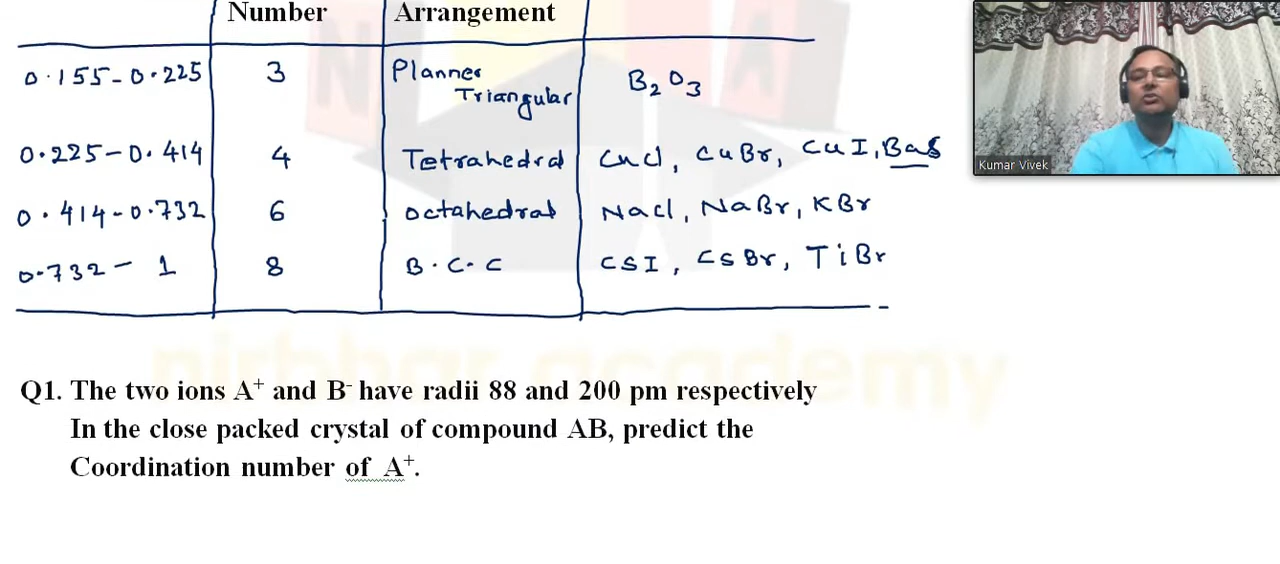 Number Arrangement
0.155-0.225 3 Planner Triangular B₂O₃
0.225-0.414 4 Tetrahedral CuCl, CuBr, CuI, BaS
0.414-0.732 6 octahedral NaCl, NaBr, KBr
0.732- 1 8 B.C.C CSI, CsBr, TiBr
nirbhar academy
Q1. The two ions A⁺ and B⁻ have radii 88 and 200 pm respectively
In the close packed crystal of compound AB, predict the
Coordination number of A⁺.
Kumar Vivek